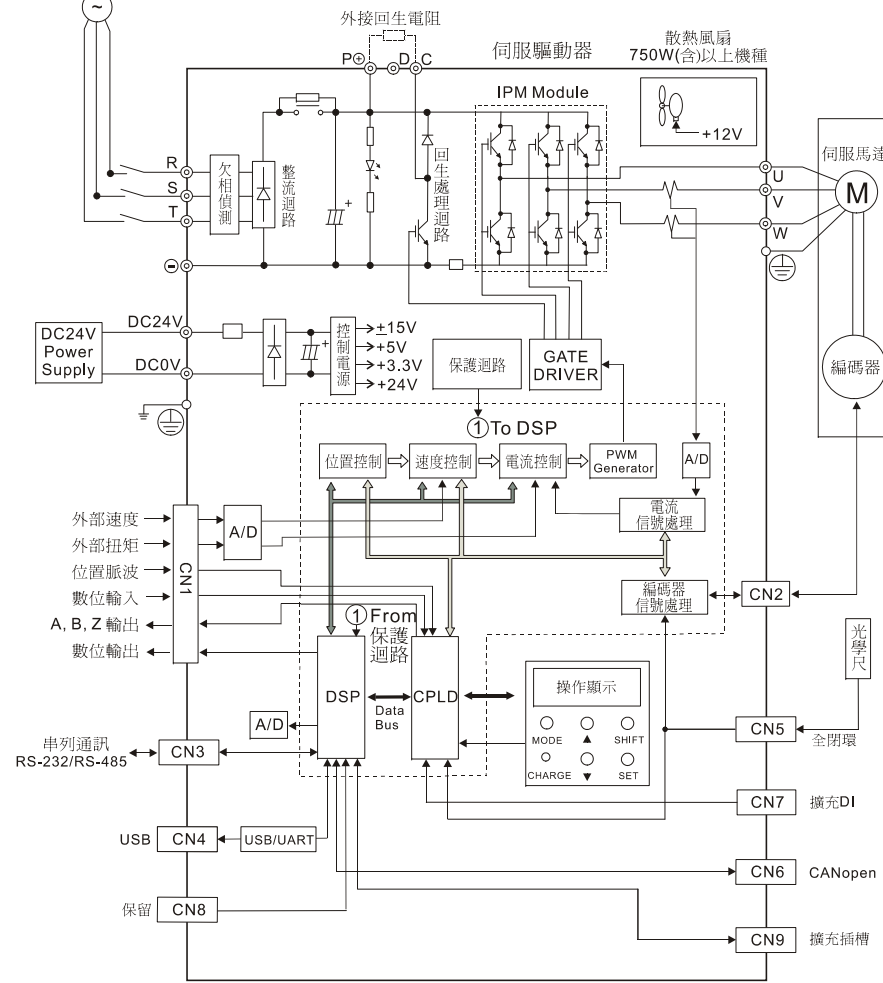 ~
外接回生電阻
P⊕
D
C
伺服驅動器
散熱風扇
750W(含)以上機種
IPM Module
+12V
R
S
T
欠相偵測
整流迴路
+
回生處理迴路
U
V
W
伺服馬達
M
編碼器
⊖
DC24V
Power
Supply
DC24V
DC0V
+
控制電源
±15V
+5V
+3.3V
+24V
保護迴路
GATE
DRIVER
①To DSP
位置控制
速度控制
電流控制
PWM
Generator
A/D
電流
信號處理
編碼器
信號處理
外部速度
外部扭矩
位置脈波
數位輸入
A, B, Z 輸出
數位輸出
CN1
A/D
①From
保護
迴路
DSP
Data
Bus
CPLD
A/D
操作顯示
MODE
▲
SHIFT
CHARGE
▼
SET
CN2
光學尺
CN5
全閉環
串列通訊
RS-232/RS-485
CN3
CN7
擴充DI
USB
CN4
USB/UART
CN6
CANopen
保留
CN8
CN9
擴充插槽